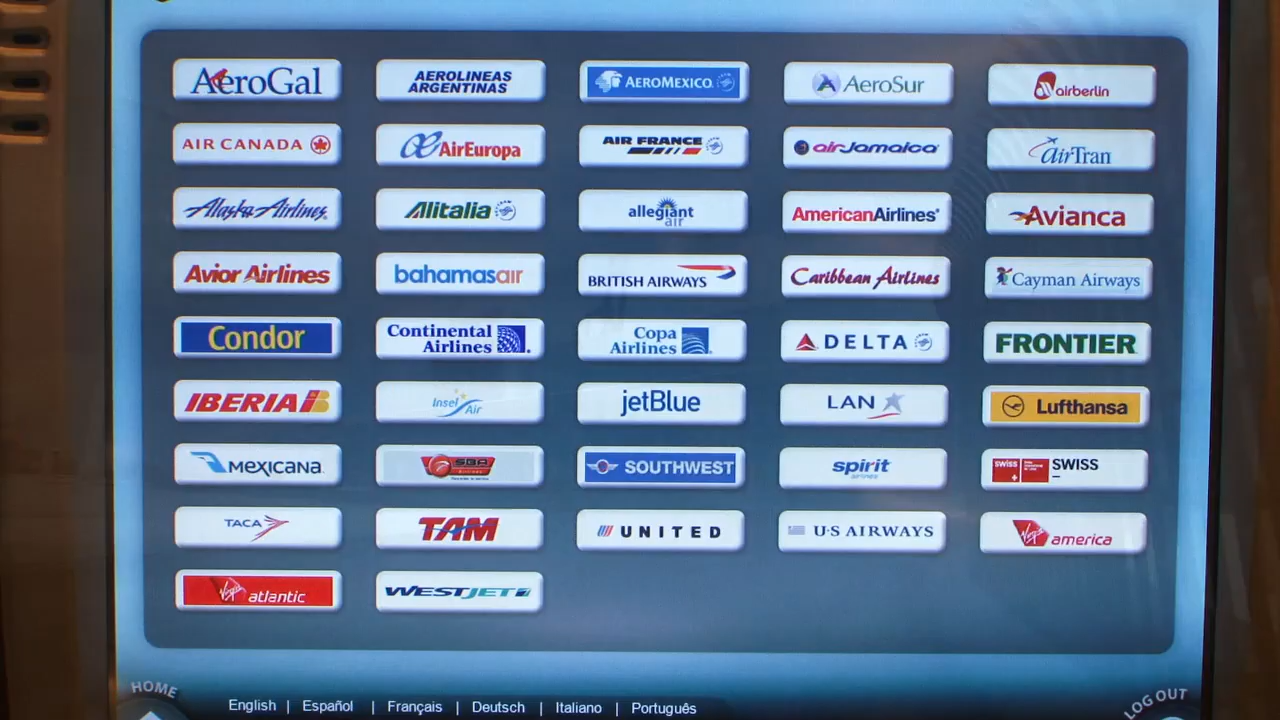 AeroGal
AEROLINEAS
ARGENTINAS
AEROMEXICO
AeroSur
airberlin
AIR CANADA
AirEuropa
AIR FRANCE
airJamaica
airTran
Alaska Airlines
Alitalia
allegiant
air
AmericanAirlines
Avianca
Avior Airlines
bahamasair
BRITISH AIRWAYS
Caribbean Airlines
Cayman Airways
Condor
Continental
Airlines
Copa
Airlines
DELTA
FRONTIER
IBERIA
Insel
Air
jetBlue
LAN
Lufthansa
MEXICANA
SBA
SOUTHWEST
spirit
airlines
swiss
SWISS
TACA
TAM
UNITED
U·S AIRWAYS
Virgin
america
Virgin
atlantic
WESTJET
HOME
LOG OUT
English | Español | Français | Deutsch | Italiano | Português